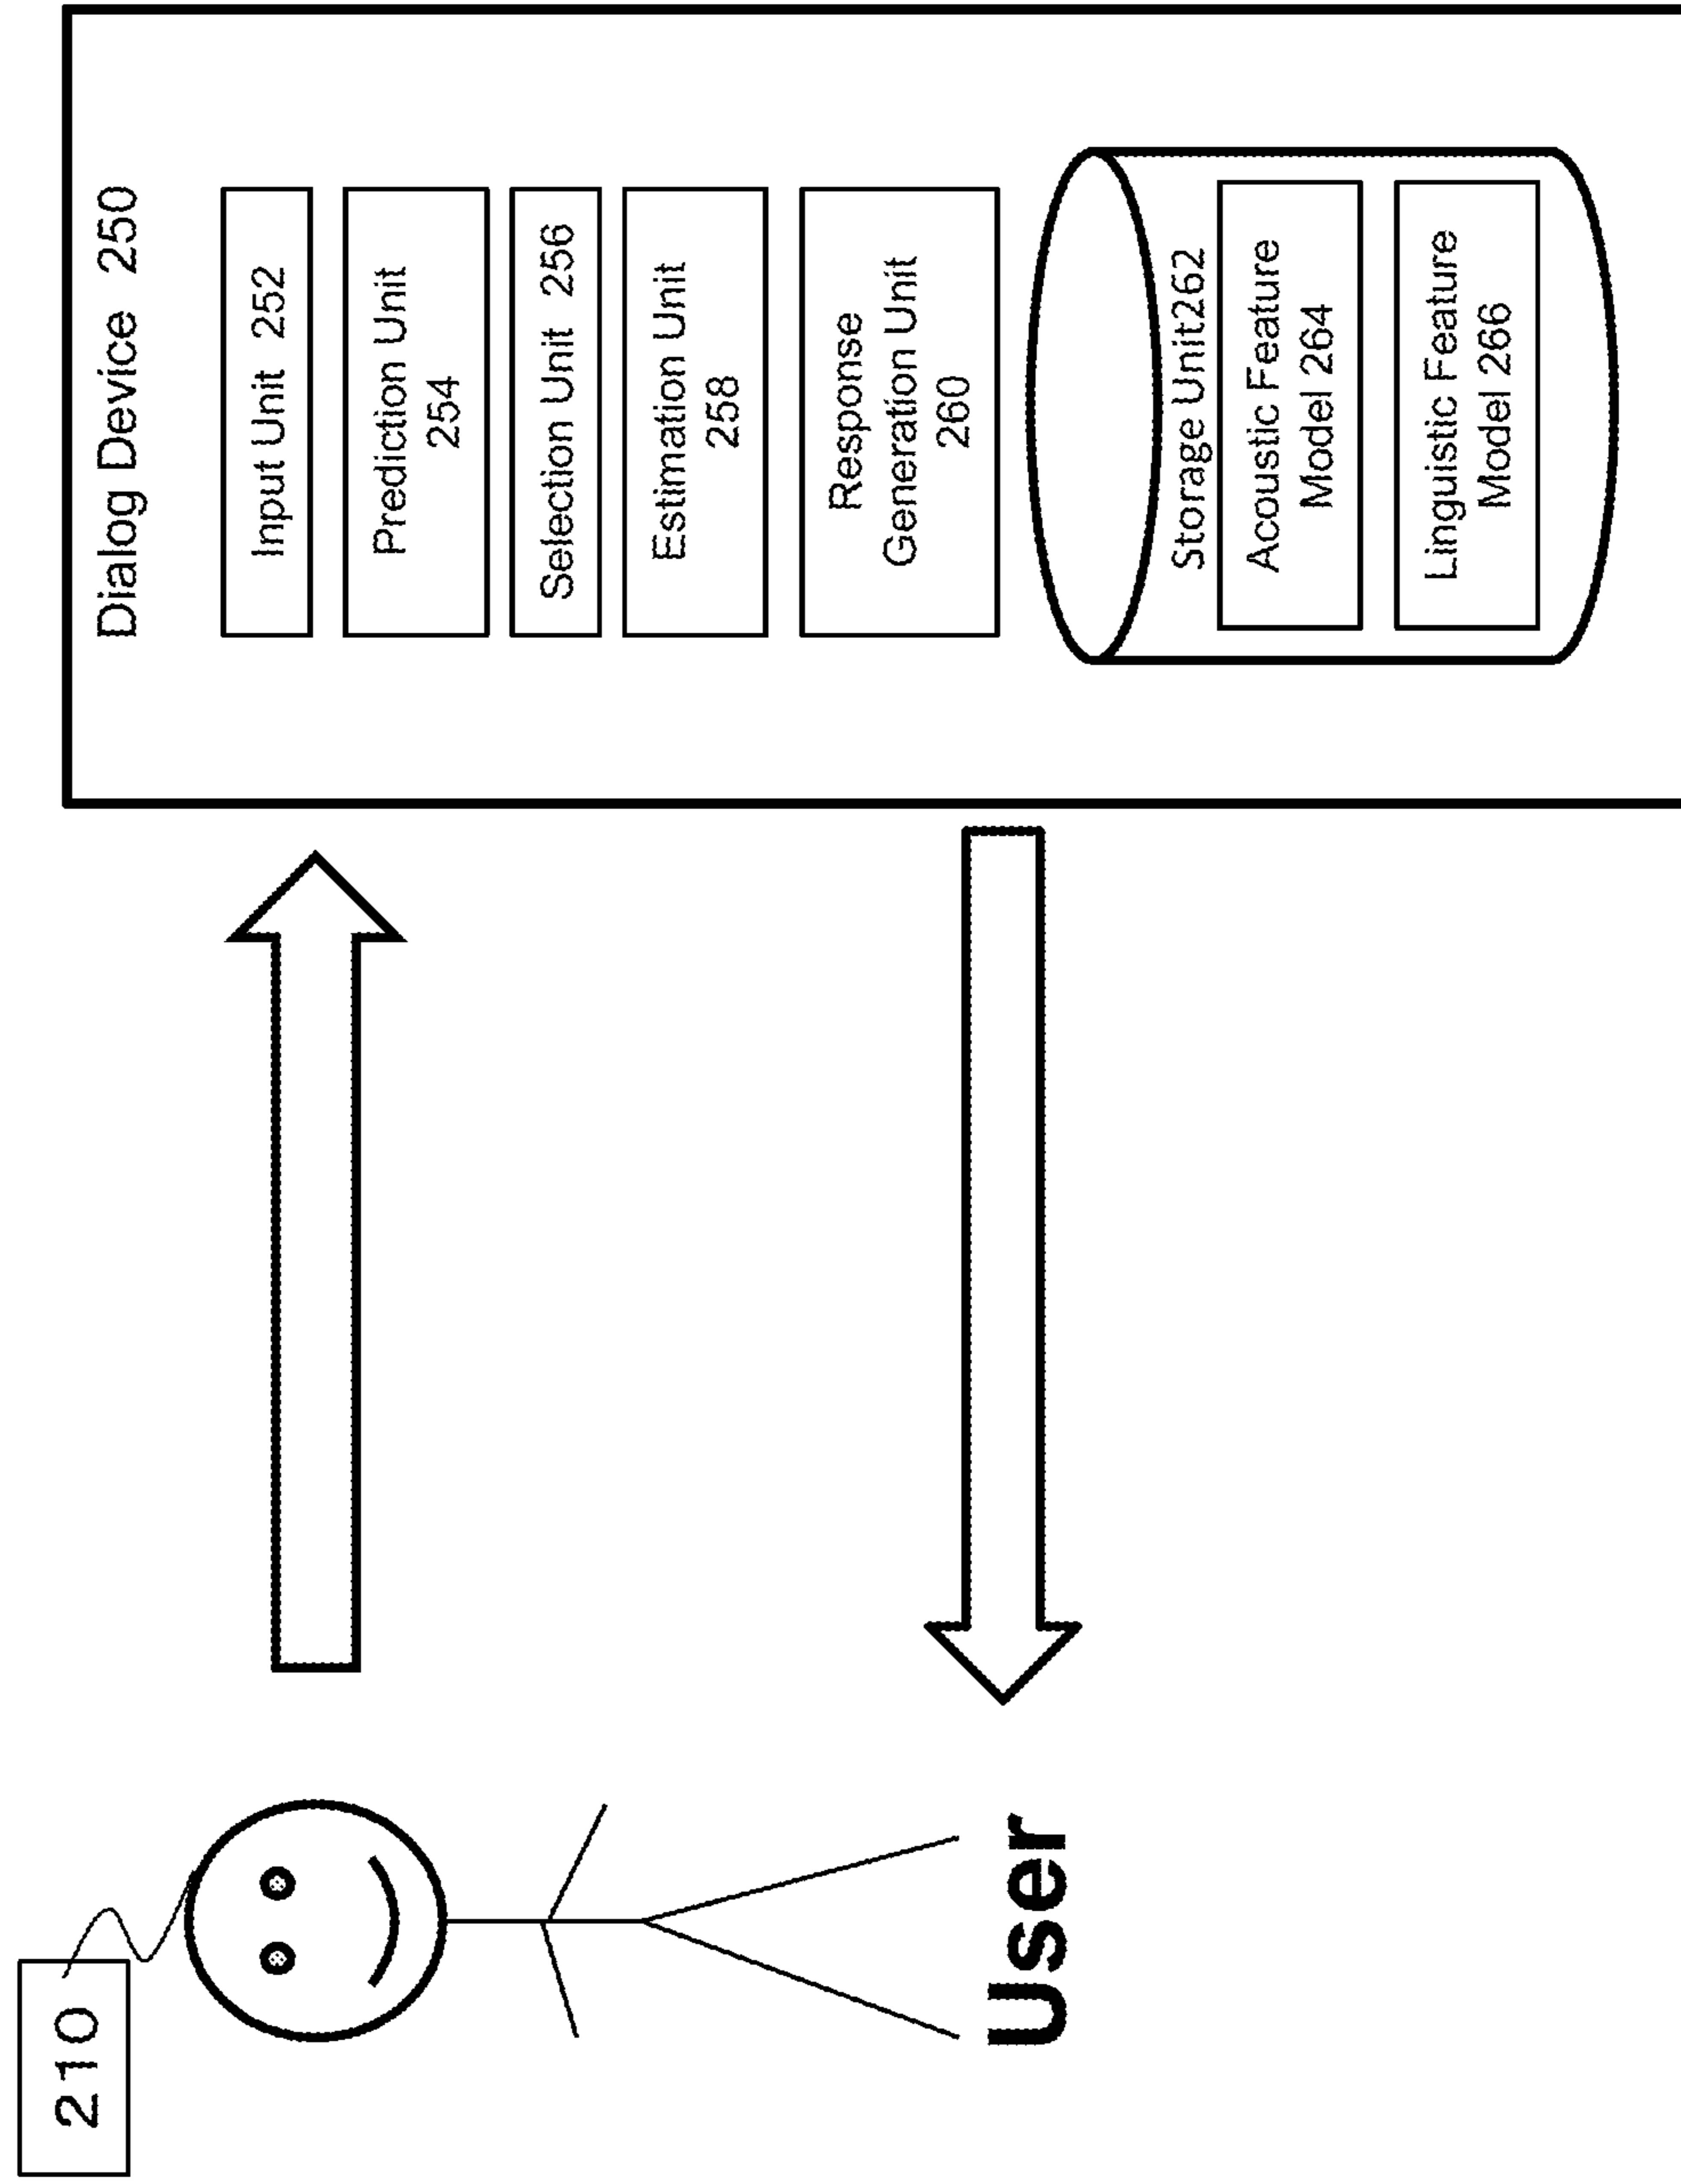 210
User
Dialog Device 250
Input Unit 252
Prediction Unit
254
Selection Unit 256
Estimation Unit
258
Response
Generation Unit
260
Storage Unit262
Acoustic Feature
Model 264
Linguistic Feature
Model 266